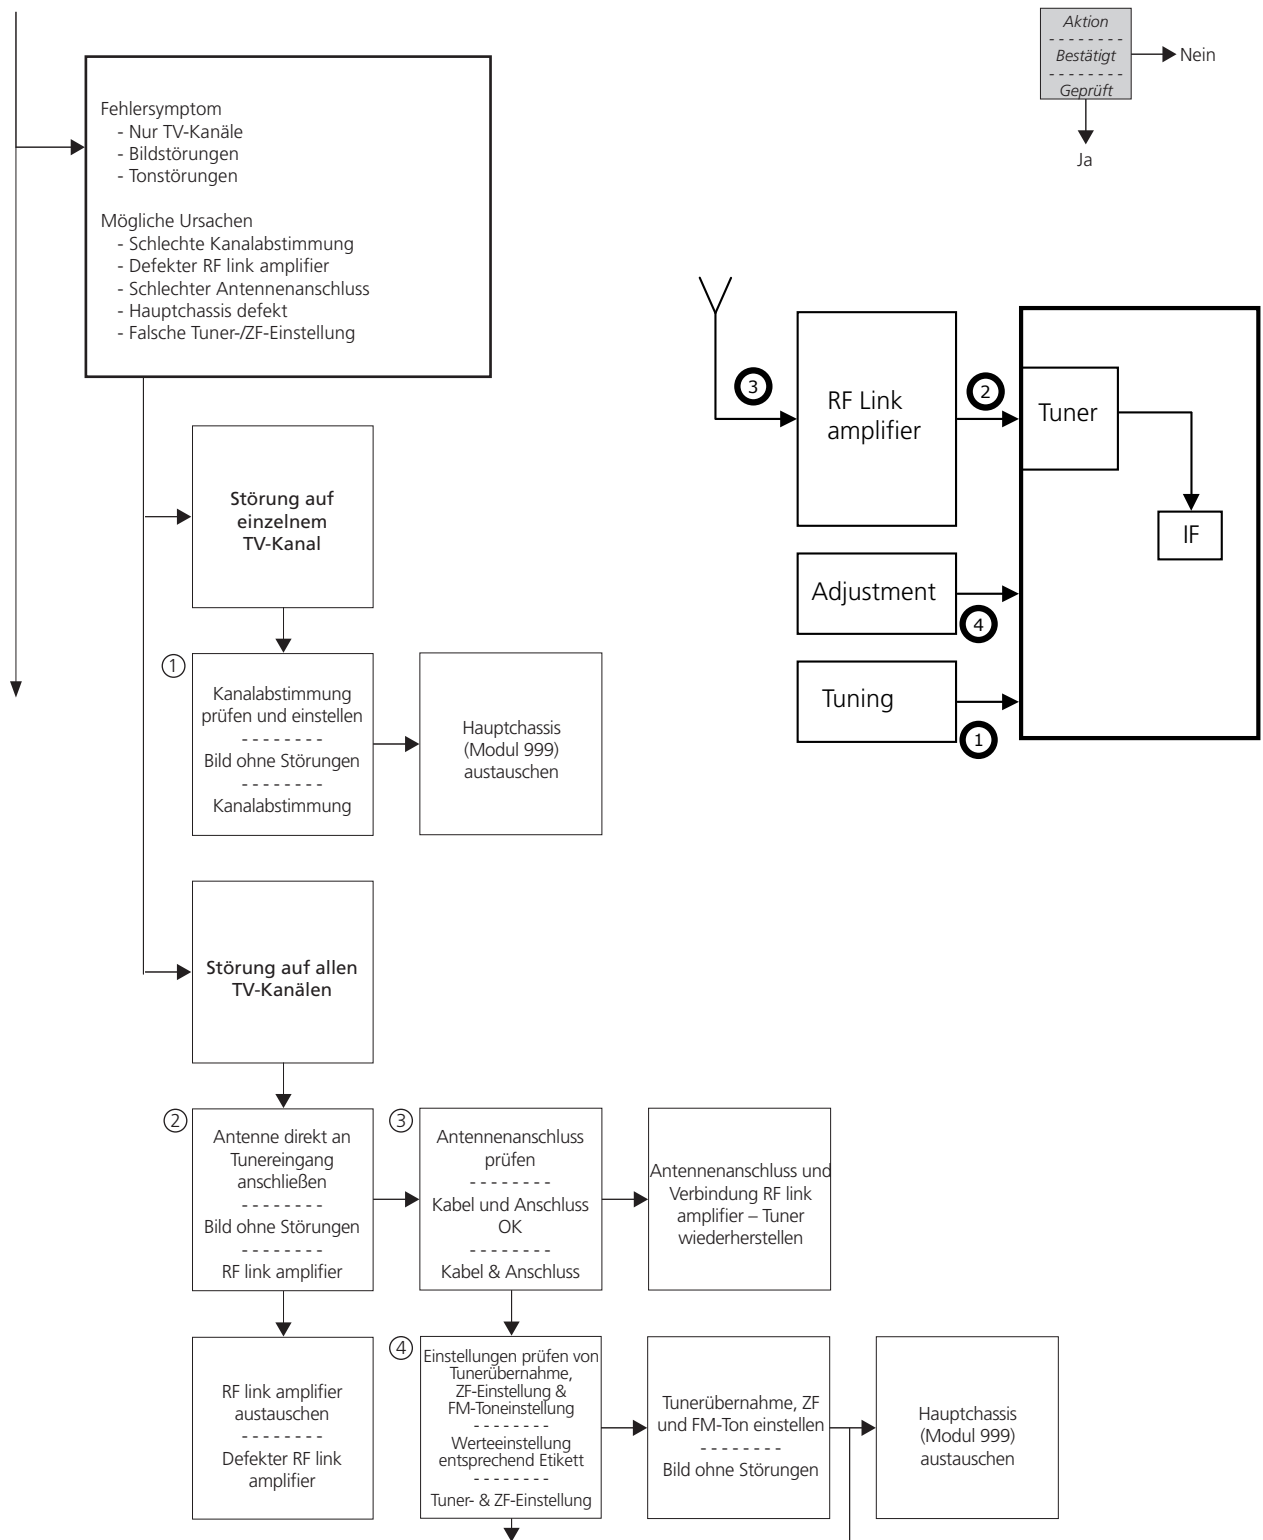 Aktion
- - - - - - - -
Bestätigt
- - - - - - - -
Geprüft
Nein
Ja
Fehlersymptom
- Nur TV-Kanäle
- Bildstörungen
- Tonstörungen
Mögliche Ursachen
- Schlechte Kanalabstimmung
- Defekter RF link amplifier
- Schlechter Antennenanschluss
- Hauptchassis defekt
- Falsche Tuner-/ZF-Einstellung
3
RF Link
amplifier
2
Tuner
IF
Adjustment
4
Tuning
1
Störung auf
einzelnem
TV-Kanal
1
Kanalabstimmung
prüfen und einstellen
- - - - - - - -
Bild ohne Störungen
- - - - - - - -
Kanalabstimmung
Hauptchassis
(Modul 999)
austauschen
Störung auf allen
TV-Kanälen
2
Antenne direkt an
Tunereingang
anschließen
- - - - - - - -
Bild ohne Störungen
- - - - - - - -
RF link amplifier
3
Antennenanschluss
prüfen
- - - - - - - -
Kabel und Anschluss
OK
- - - - - - - -
Kabel & Anschluss
Antennenanschluss und
Verbindung RF link
amplifier – Tuner
wiederherstellen
RF link amplifier
austauschen
- - - - - - - -
Defekter RF link
amplifier
4
Einstellungen prüfen von
Tunerübernahme,
ZF-Einstellung &
FM-Toneinstellung
- - - - - - - -
Werteeinstellung
entsprechend Etikett
- - - - - - - -
Tuner- & ZF-Einstellung
Tunerübernahme, ZF
und FM-Ton einstellen
- - - - - - - -
Bild ohne Störungen
Hauptchassis
(Modul 999)
austauschen